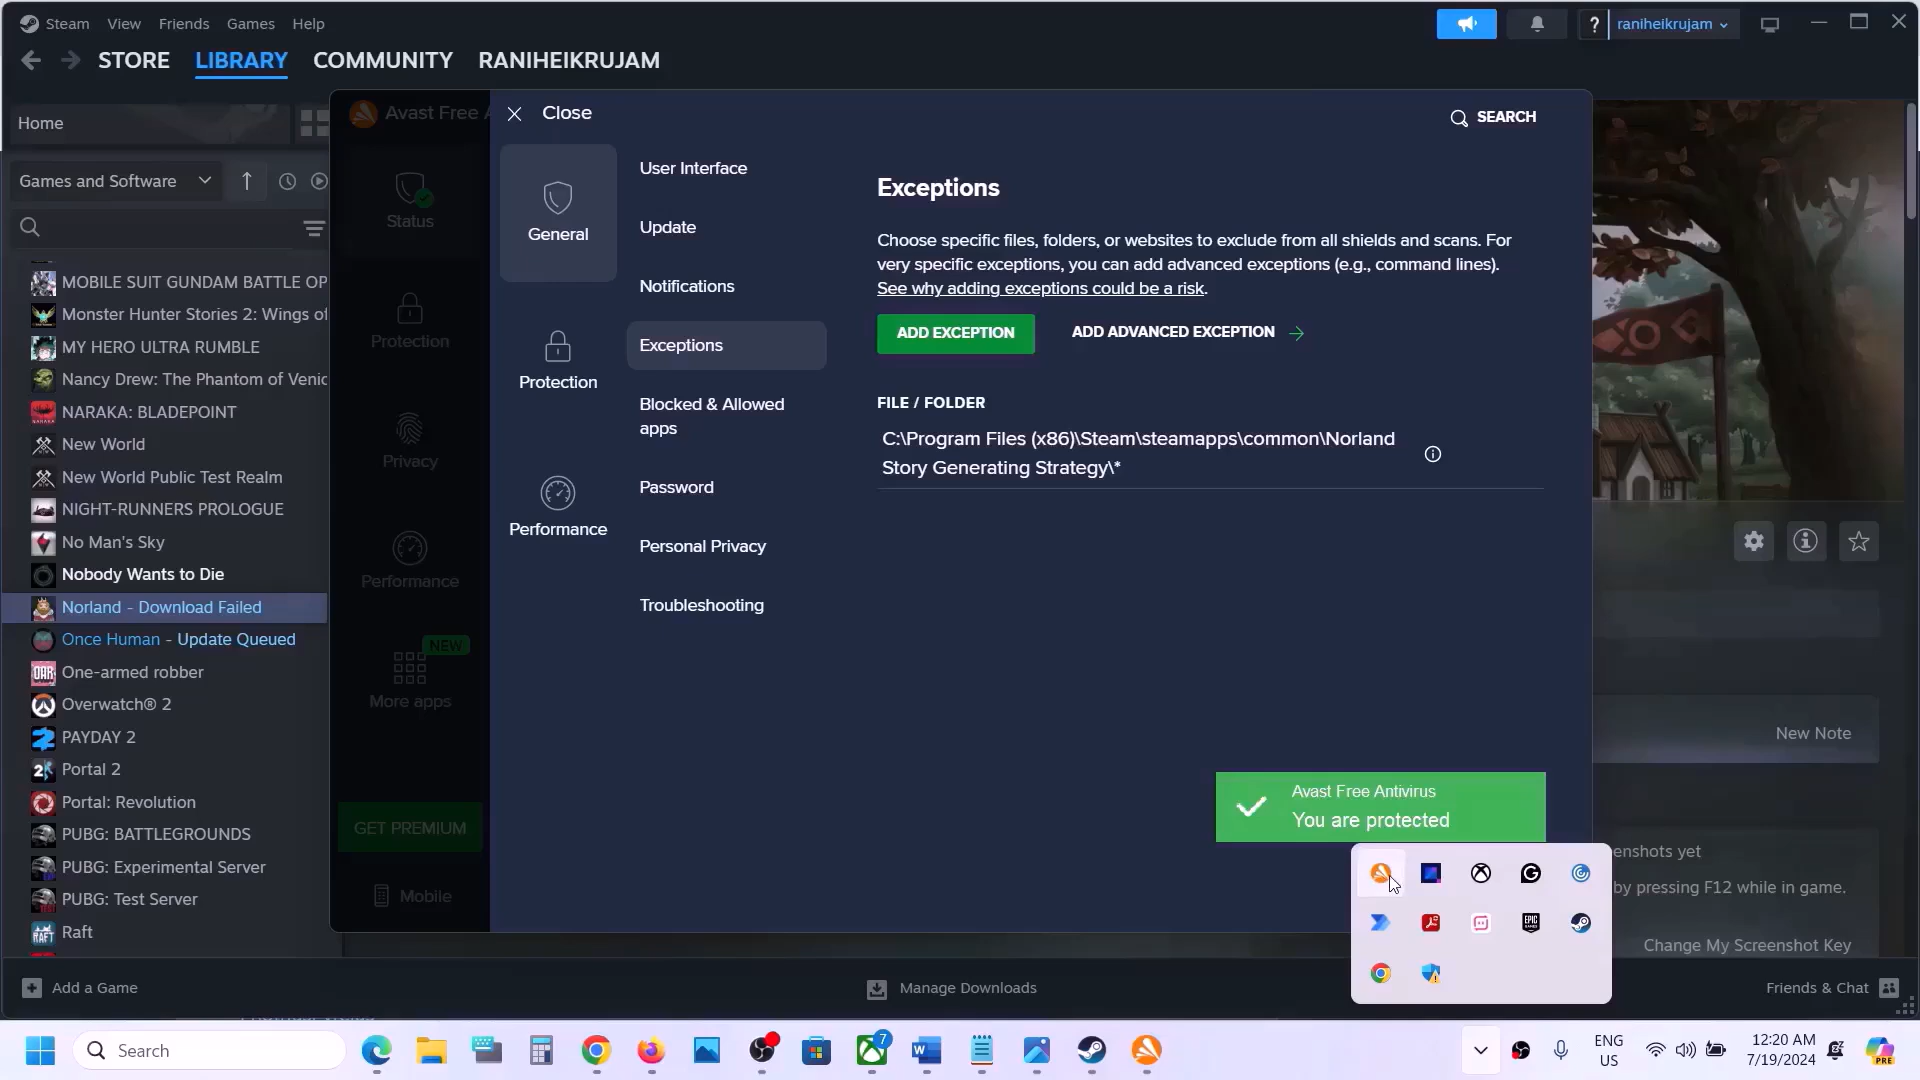 Steam View Friends Games Help
? raniheikrujam
STORE LIBRARY COMMUNITY RANIHEIKRUJAM
Home
Games and Software
MOBILE SUIT GUNDAM BATTLE OP
Monster Hunter Stories 2: Wings of
MY HERO ULTRA RUMBLE
Nancy Drew: The Phantom of Venic
NARAKA: BLADEPOINT
New World
New World Public Test Realm
NIGHT-RUNNERS PROLOGUE
No Man's Sky
Nobody Wants to Die
Norland - Download Failed
Once Human - Update Queued
One-armed robber
Overwatch® 2
PAYDAY 2
Portal 2
Portal: Revolution
PUBG: BATTLEGROUNDS
PUBG: Experimental Server
PUBG: Test Server
Raft
Avast Free A
Status
Protection
Privacy
Performance
NEW
More apps
GET PREMIUM
Mobile
Close
SEARCH
General
Protection
Performance
User Interface
Update
Notifications
Exceptions
Blocked & Allowed
apps
Password
Personal Privacy
Troubleshooting
Exceptions
Choose specific files, folders, or websites to exclude from all shields and scans. For
very specific exceptions, you can add advanced exceptions (e.g., command lines).
See why adding exceptions could be a risk.
ADD EXCEPTION ADD ADVANCED EXCEPTION
FILE / FOLDER
C:\Program Files (x86)\Steam\steamapps\common\Norland
Story Generating Strategy\*
Avast Free Antivirus
You are protected
New Note
enshots yet
by pressing F12 while in game.
Change My Screenshot Key
Add a Game
Manage Downloads
Friends & Chat
Search
7
ENG
US
12:20 AM
7/19/2024
PRE